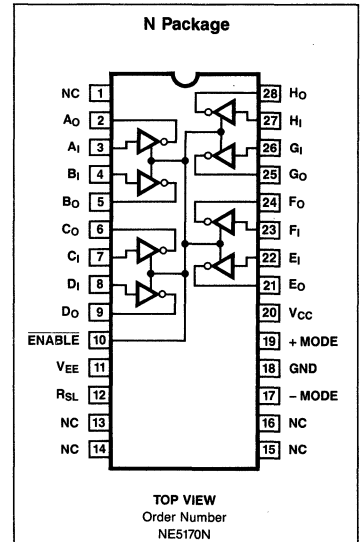 N Package
NC 1
AO 2
AI 3
BI 4
BO 5
CO 6
CI 7
DI 8
DO 9
ENABLE 10
VEE 11
RSL 12
NC 13
NC 14
28 HO
27 HI
26 GI
25 GO
24 FO
23 FI
22 EI
21 EO
20 VCC
19 + MODE
18 GND
17 – MODE
16 NC
15 NC
TOP VIEW
Order Number
NE5170N